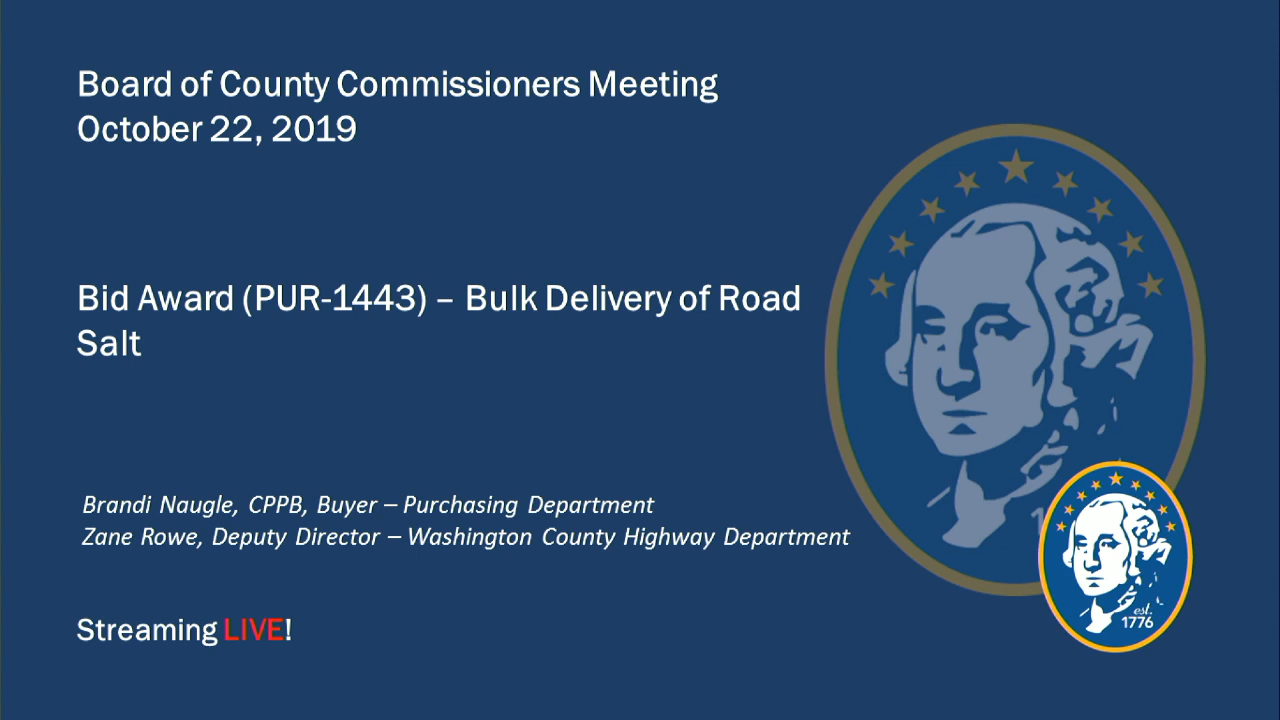 Board of County Commissioners Meeting
October 22, 2019
Bid Award (PUR-1443) – Bulk Delivery of Road
Salt
Brandi Naugle, CPPB, Buyer – Purchasing Department
Zane Rowe, Deputy Director – Washington County Highway Department
Streaming LIVE!
est.
1776